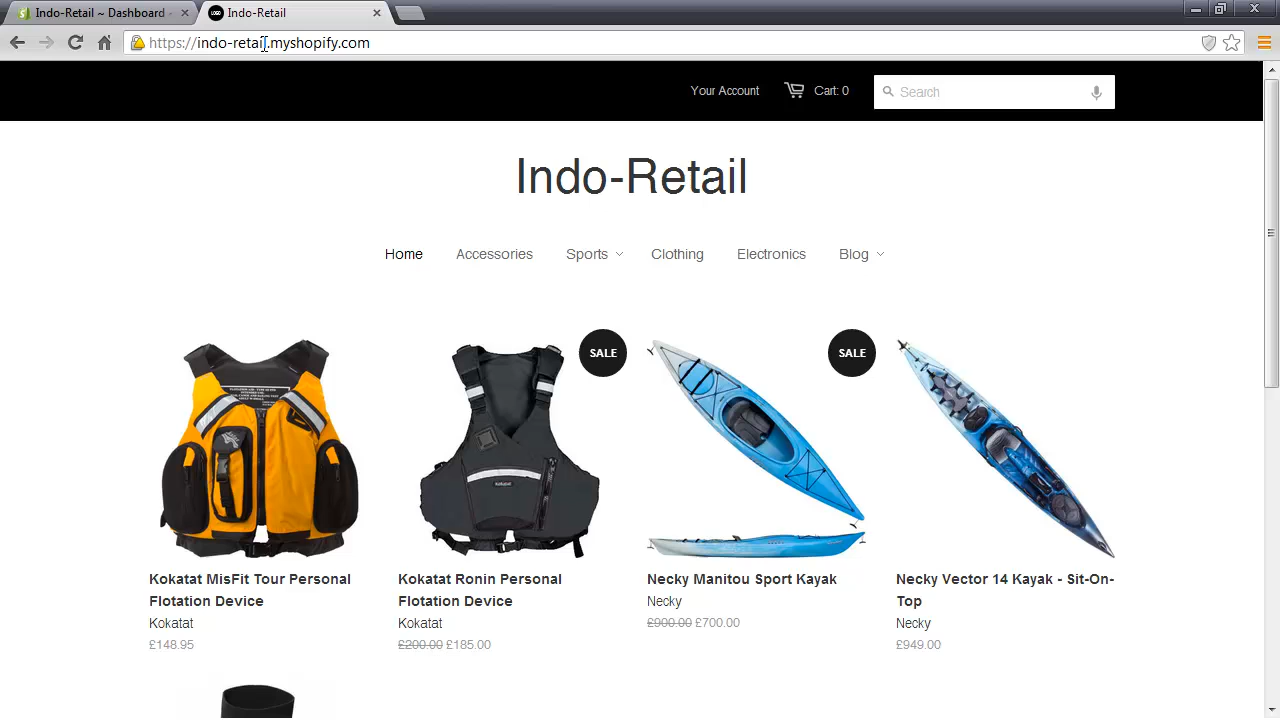 Indo-Retail ~ Dashboard
Indo-Retail
https://indo-retail.myshopify.com
Your Account
Cart: 0
Search
Indo-Retail
Home
Accessories
Sports
Clothing
Electronics
Blog
SALE
SALE
Kokatat MisFit Tour Personal
Flotation Device
Kokatat
£148.95
Kokatat Ronin Personal
Flotation Device
Kokatat
£200.00 £185.00
Necky Manitou Sport Kayak
Necky
£900.00 £700.00
Necky Vector 14 Kayak - Sit-On-
Top
Necky
£949.00